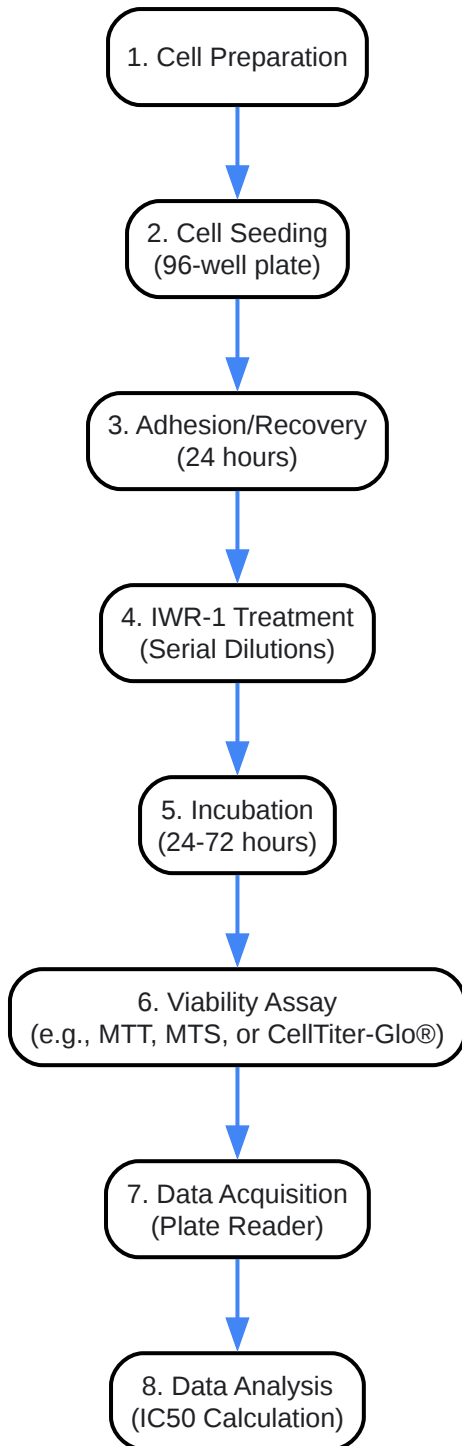 1. Cell Preparation
2. Cell Seeding
(96-well plate)
3. Adhesion/Recovery
(24 hours)
4. IWR-1 Treatment
(Serial Dilutions)
5. Incubation
(24-72 hours)
6. Viability Assay
(e.g., MTT, MTS, or CellTiter-Glo®)
7. Data Acquisition
(Plate Reader)
8. Data Analysis
(IC50 Calculation)